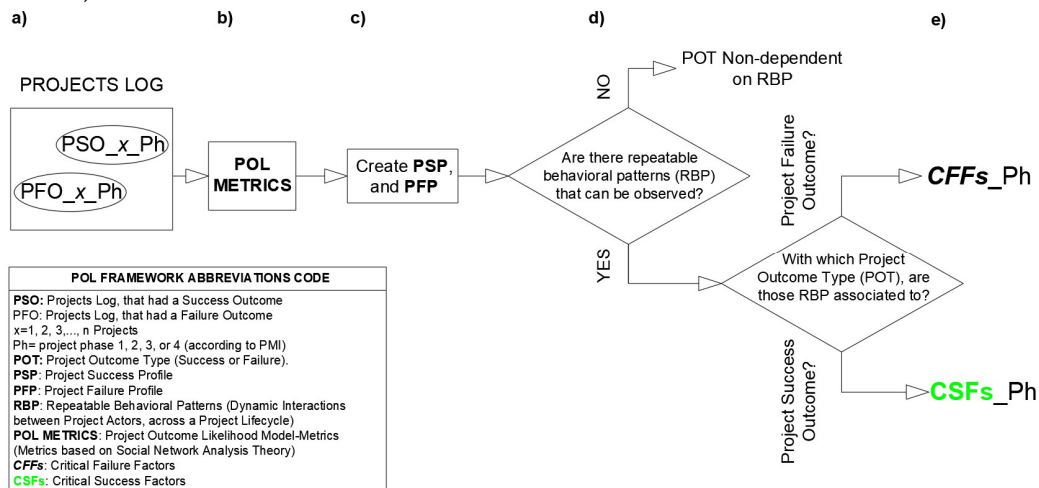 a)
b)
c)
d)
e)
PROJECTS LOG
PSO_x_Ph
PFO_x_Ph
POL
METRICS
Create PSP,
and PFP
Are there repeatable
behavioral patterns (RBP)
that can be observed?
NO
POT Non-dependent
on RBP
YES
With which Project
Outcome Type (POT), are
those RBP associated to?
Project Failure
Outcome?
CFFs_Ph
Project Success
Outcome?
CSFs_Ph
POL FRAMEWORK ABBREVIATIONS CODE
PSO: Projects Log, that had a Success Outcome
PFO: Projects Log, that had a Failure Outcome
x=1, 2, 3,..., n Projects
Ph= project phase 1, 2, 3, or 4 (according to PMI)
POT: Project Outcome Type (Success or Failure).
PSP: Project Success Profile
PFP: Project Failure Profile
RBP: Repeatable Behavioral Patterns (Dynamic Interactions
between Project Actors, across a Project Lifecycle)
POL METRICS: Project Outcome Likelihood Model-Metrics
(Metrics based on Social Network Analysis Theory)
CFFs: Critical Failure Factors
CSFs: Critical Success Factors